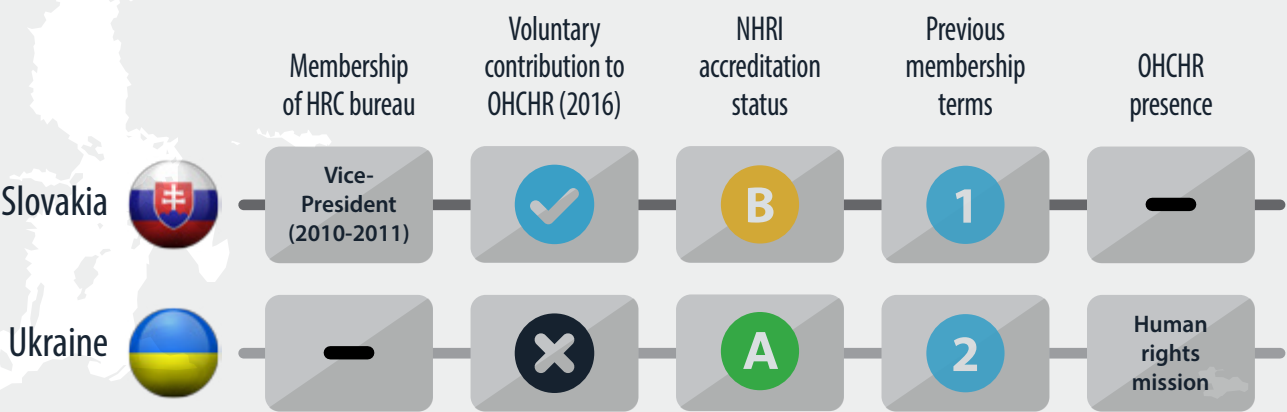 Membership
of HRC bureau
Voluntary
contribution to
OHCHR (2016)
NHRI
accreditation
status
Previous
membership
terms
OHCHR
presence
Slovakia
Vice-
President
(2010-2011)
B
1
Ukraine
A
2
Human
rights
mission